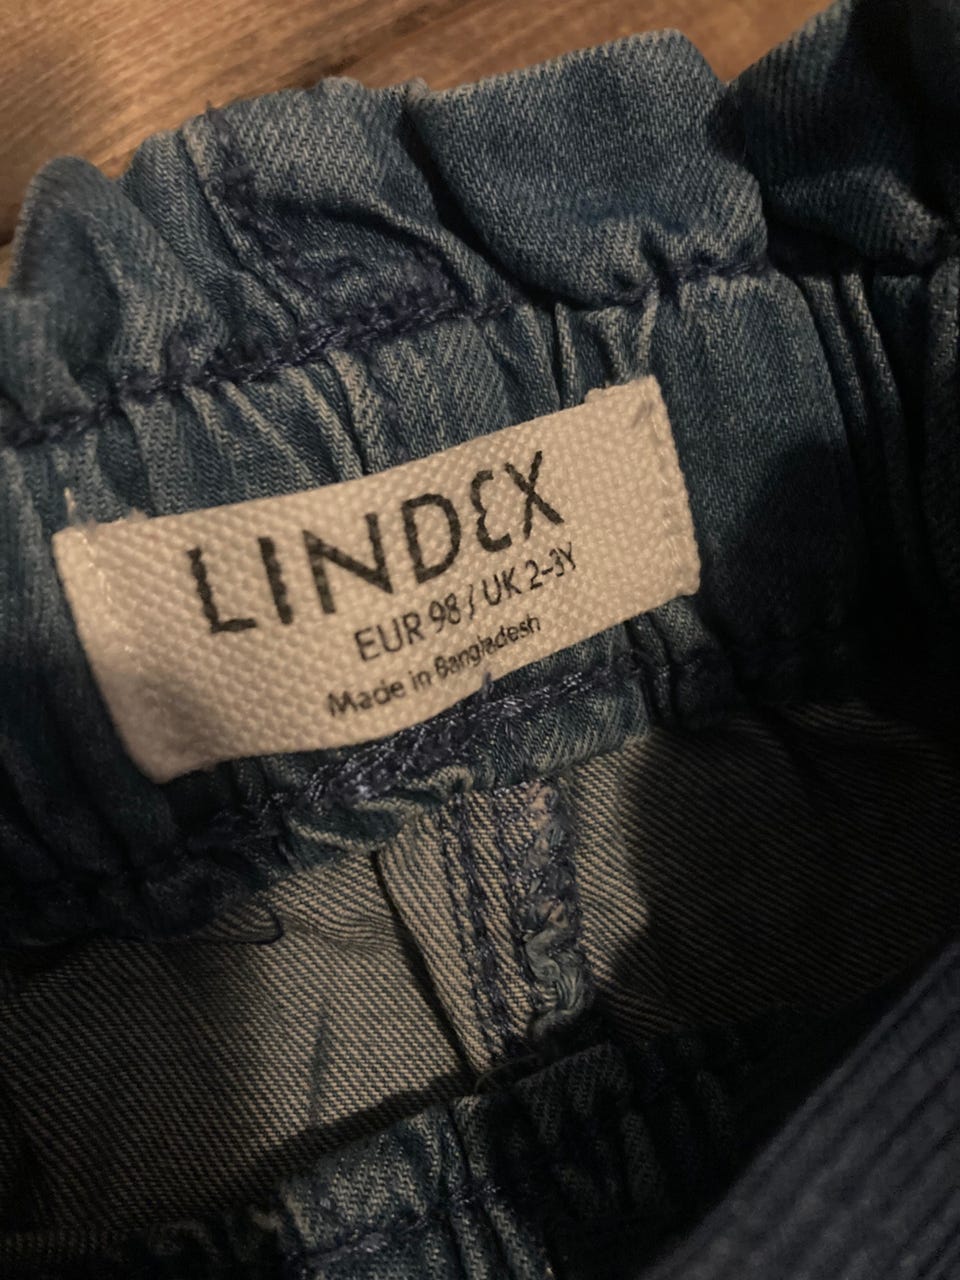 LINDEX
EUR 98 / UK 2-3Y
Made in Bangladesh